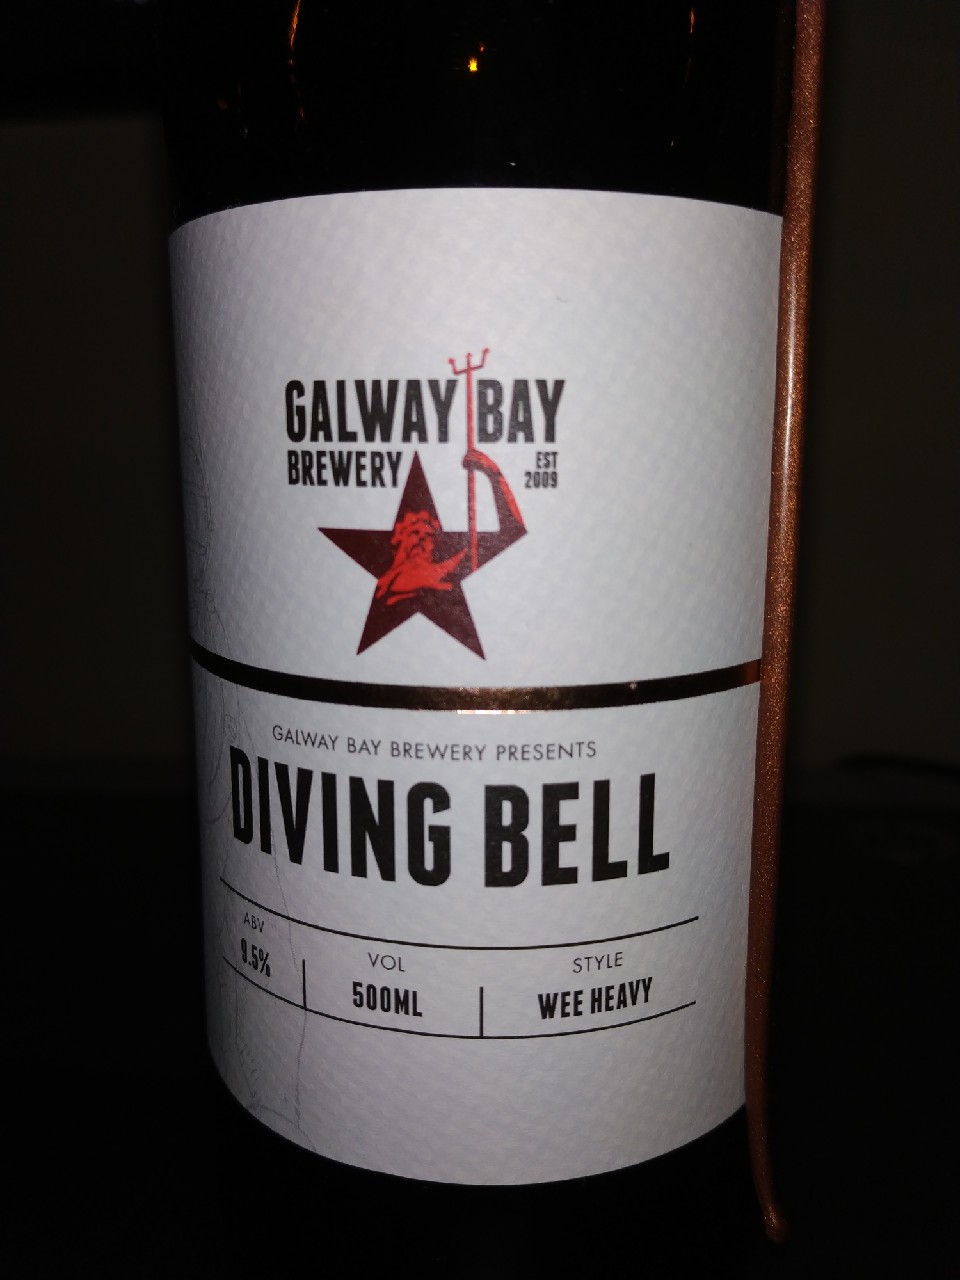 GALWAY BAY
BREWERY
EST
2009
GALWAY BAY BREWERY PRESENTS
DIVING BELL
ABV
9.5%
VOL
500ML
STYLE
WEE HEAVY